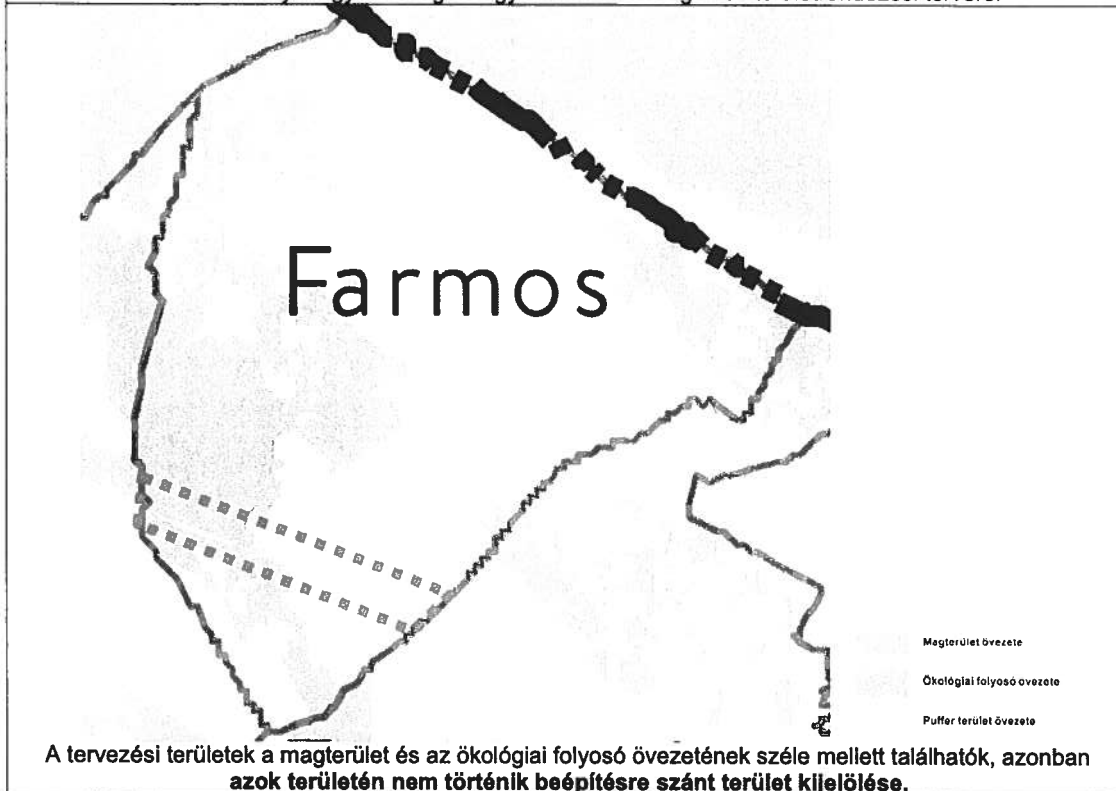 Farmos
Magterület övezete
Ökológiai folyosó övezete
Puffer terület övezete
A tervezési területek a magterület és az ökológiai folyosó övezetének széle mellett találhatók, azonban
azok területén nem történik beépítésre szánt terület kijelölése.